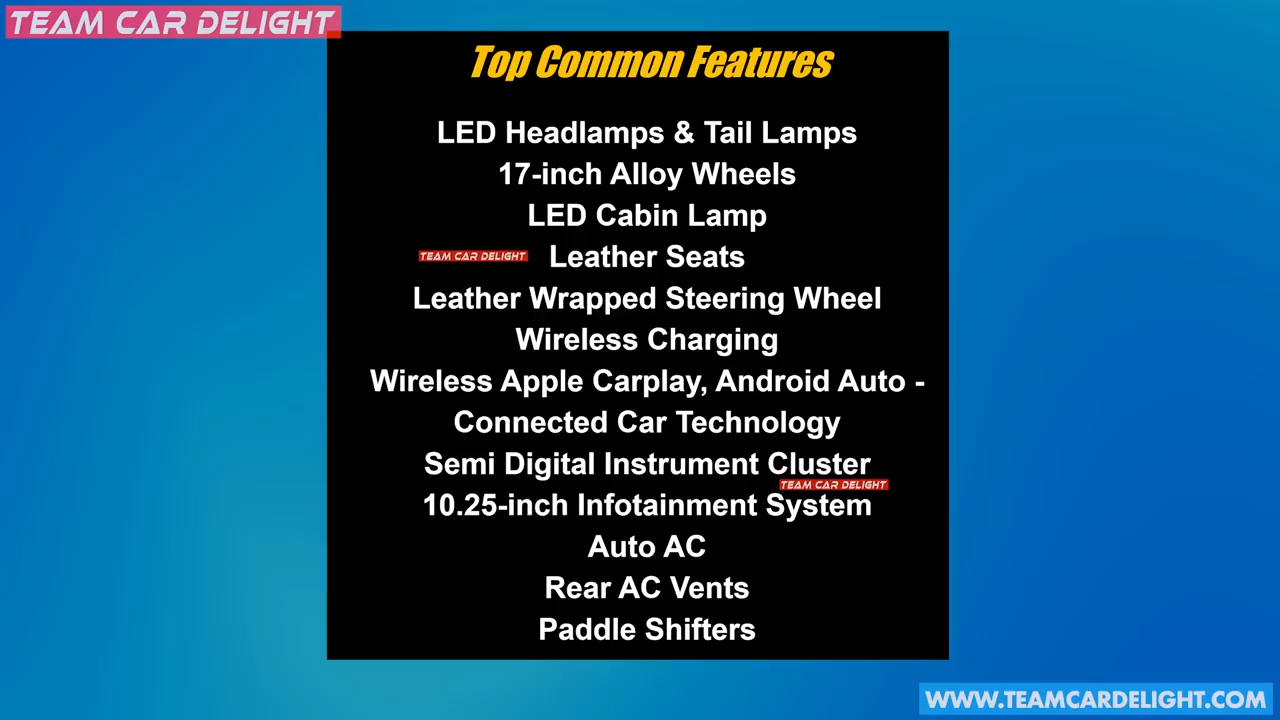 TEAM CAR DELIGHT
Top Common Features
LED Headlamps & Tail Lamps
17-inch Alloy Wheels
LED Cabin Lamp
TEAM CAR DELIGHT
Leather Seats
Leather Wrapped Steering Wheel
Wireless Charging
Wireless Apple Carplay, Android Auto -
Connected Car Technology
Semi Digital Instrument Cluster
TEAM CAR DELIGHT
10.25-inch Infotainment System
Auto AC
Rear AC Vents
Paddle Shifters
WWW.TEAMCARDELIGHT.COM